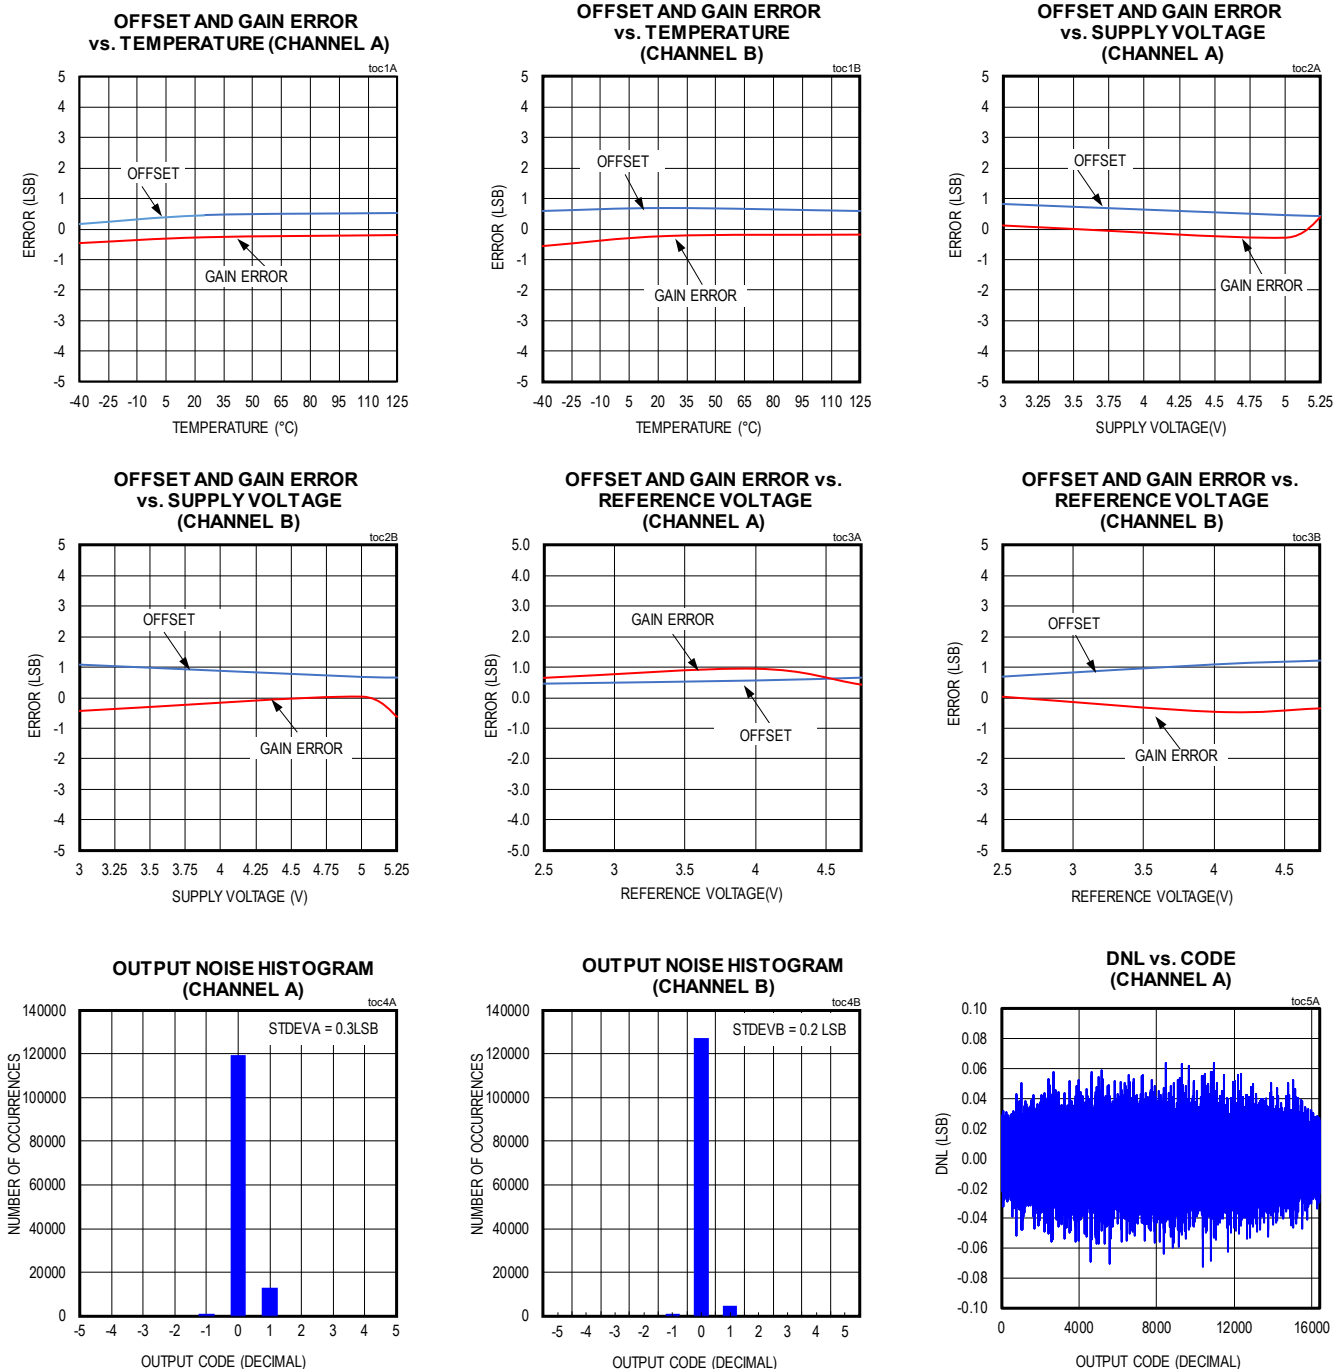 OFFSET AND GAIN ERROR
vs. TEMPERATURE (CHANNEL A)
toc1A
5
4
3
2
1
0
-1
-2
-3
-4
-5
ERROR (LSB)
OFFSET
GAIN ERROR
-40 -25 -10 5 20 35 50 65 80 95 110 125
TEMPERATURE (°C)
OFFSET AND GAIN ERROR
vs. TEMPERATURE
(CHANNEL B)
toc1B
5
4
3
2
1
0
-1
-2
-3
-4
-5
ERROR (LSB)
OFFSET
GAIN ERROR
-40 -25 -10 5 20 35 50 65 80 95 110 125
TEMPERATURE (°C)
OFFSET AND GAIN ERROR
vs. SUPPLY VOLTAGE
(CHANNEL A)
toc2A
5
4
3
2
1
0
-1
-2
-3
-4
-5
ERROR (LSB)
OFFSET
GAIN ERROR
3 3.25 3.5 3.75 4 4.25 4.5 4.75 5 5.25
SUPPLY VOLTAGE(V)
OFFSET AND GAIN ERROR
vs. SUPPLY VOLTAGE
(CHANNEL B)
toc2B
5
4
3
2
1
0
-1
-2
-3
-4
-5
ERROR (LSB)
OFFSET
GAIN ERROR
3 3.25 3.5 3.75 4 4.25 4.5 4.75 5 5.25
SUPPLY VOLTAGE (V)
OFFSET AND GAIN ERROR vs.
REFERENCE VOLTAGE
(CHANNEL A)
toc3A
5.0
4.0
3.0
2.0
1.0
0.0
-1.0
-2.0
-3.0
-4.0
-5.0
ERROR (LSB)
GAIN ERROR
OFFSET
2.5 3 3.5 4 4.5
REFERENCE VOLTAGE(V)
OFFSET AND GAIN ERROR vs.
REFERENCE VOLTAGE
(CHANNEL B)
toc3B
5
4
3
2
1
0
-1
-2
-3
-4
-5
ERROR (LSB)
OFFSET
GAIN ERROR
2.5 3 3.5 4 4.5
REFERENCE VOLTAGE(V)
OUTPUT NOISE HISTOGRAM
(CHANNEL A)
toc4A
140000
120000
100000
80000
60000
40000
20000
0
NUMBER OF OCCURRENCES
STDEVA = 0.3LSB
-5 -4 -3 -2 -1 0 1 2 3 4 5
OUTPUT CODE (DECIMAL)
OUTPUT NOISE HISTOGRAM
(CHANNEL B)
toc4B
140000
120000
100000
80000
60000
40000
20000
0
NUMBER OF OCCURRENCES
STDEVB = 0.2 LSB
-5 -4 -3 -2 -1 0 1 2 3 4 5
OUTPUT CODE (DECIMAL)
DNL vs. CODE
(CHANNEL A)
toc5A
0.10
0.08
0.06
0.04
0.02
0.00
-0.02
-0.04
-0.06
-0.08
-0.10
DNL (LSB)
0 4000 8000 12000 16000
OUTPUT CODE (DECIMAL)